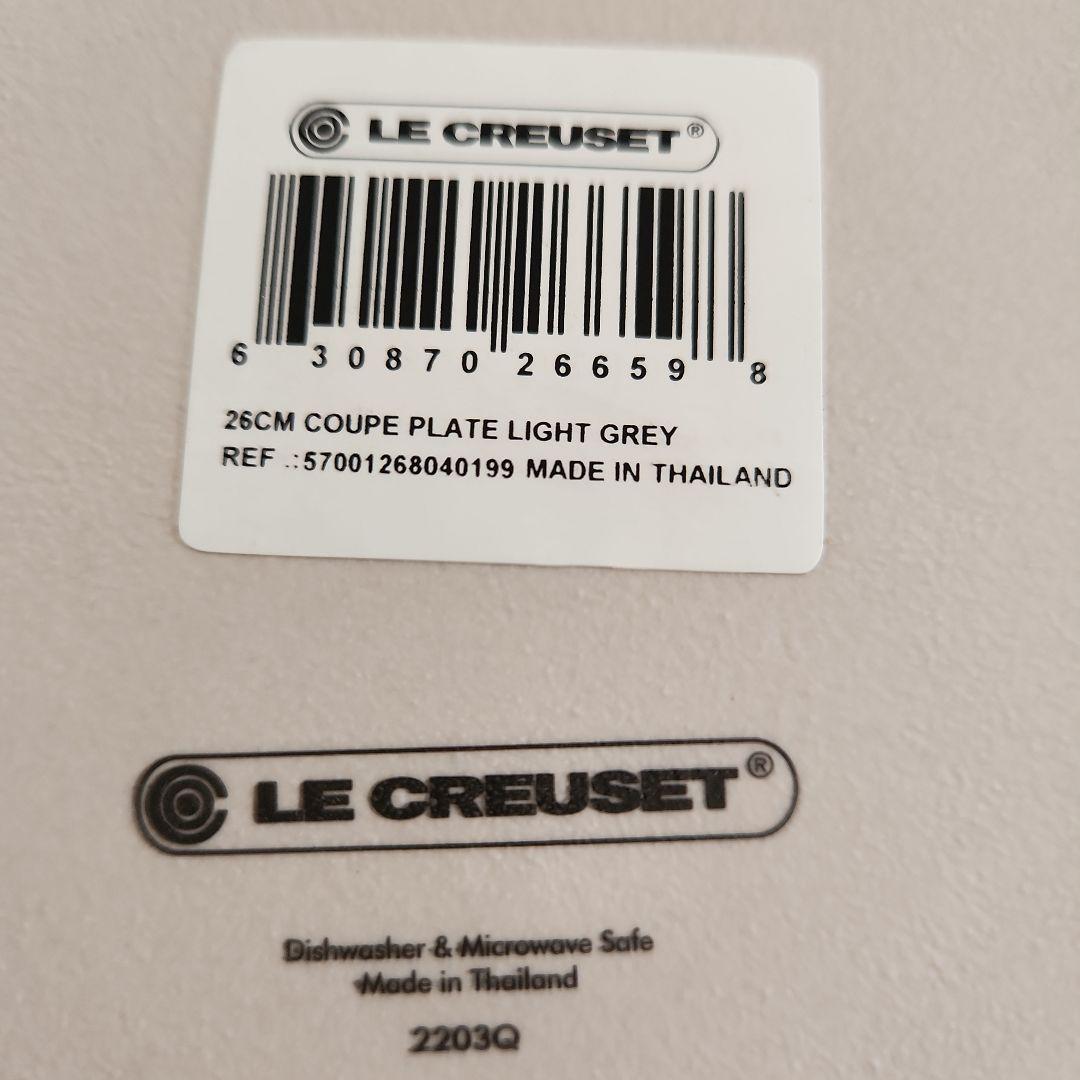 LE CREUSET®
6 30870 26659 8
26CM COUPE PLATE LIGHT GREY
REF .:57001268040199 MADE IN THAILAND
LE CREUSET®
Dishwasher & Microwave Safe
Made in Thailand
2203Q